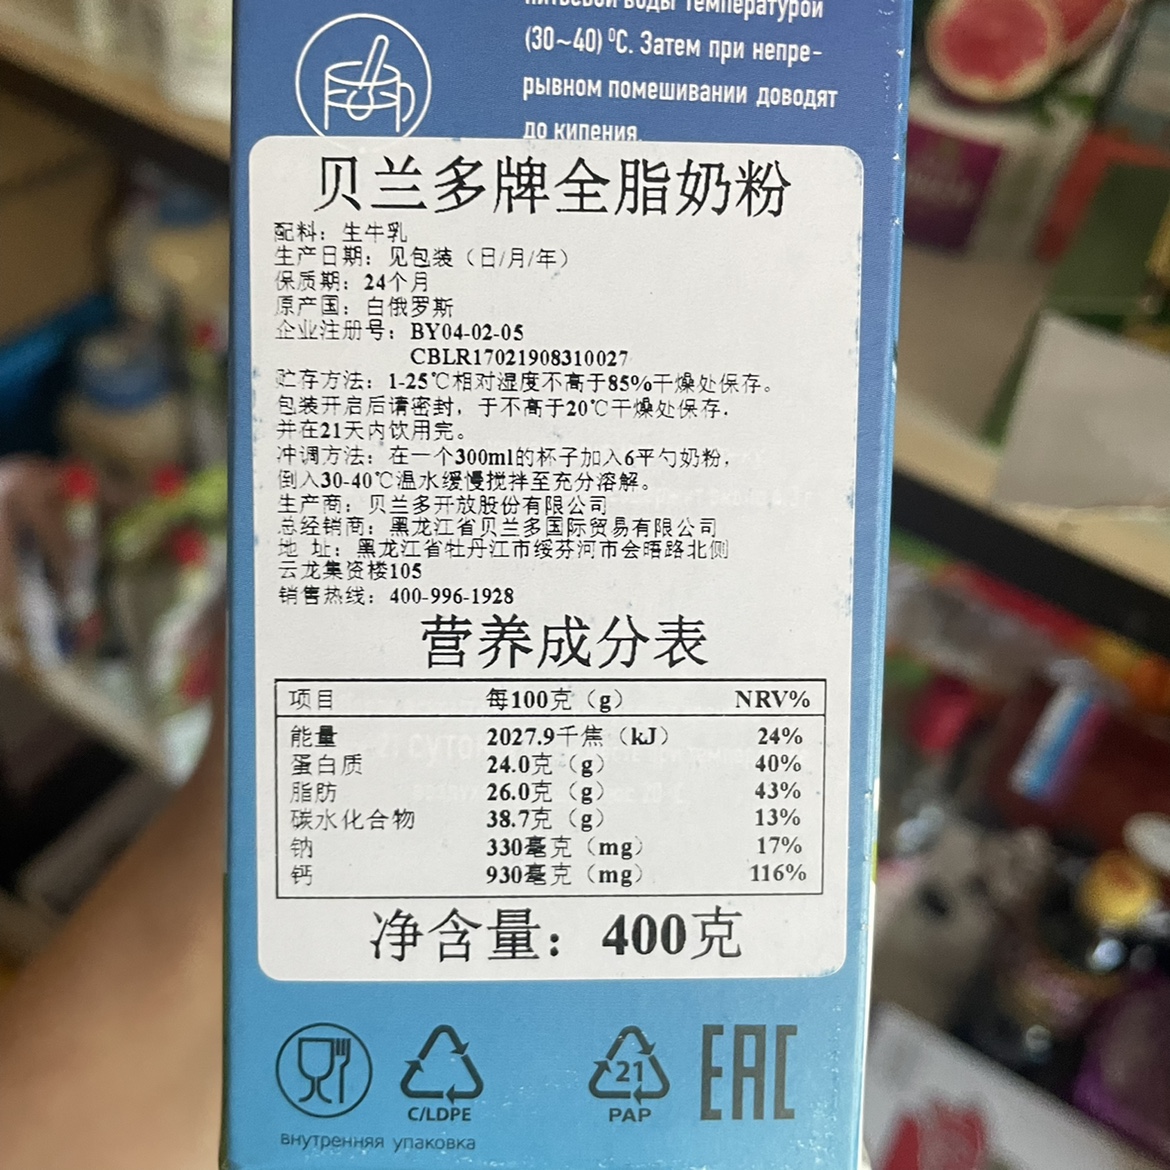 питьевой воды температурой
(30~40) °С. Затем при непре-
рывном помешивании доводят
до кипения.
贝兰多牌全脂奶粉
配料：生牛乳
生产日期：见包装（日/月/年）
保质期：24个月
原产国：白俄罗斯
企业注册号：BY04-02-05
CBLR17021908310027
贮存方法：1-25℃相对湿度不高于85%干燥处保存。
包装开启后请密封，于不高于20℃干燥处保存，
并在21天内饮用完。
冲调方法：在一个300ml的杯子加入6平勺奶粉，
倒入30-40℃温水缓慢搅拌至充分溶解。
生产商：贝兰多开放股份有限公司
总经销商：黑龙江省贝兰多国际贸易有限公司
地 址：黑龙江省牡丹江市绥芬河市会晤路北侧
云龙集资楼105
销售热线：400-996-1928
营养成分表
项目 每100克（g） NRV%
能量 2027.9千焦（kJ） 24%
蛋白质 24.0克（g） 40%
脂肪 26.0克（g） 43%
碳水化合物 38.7克（g） 13%
钠 330毫克（mg） 17%
钙 930毫克（mg） 116%
净含量：400克
C/LDPE
21
PAP
EAC
внутренняя упаковка